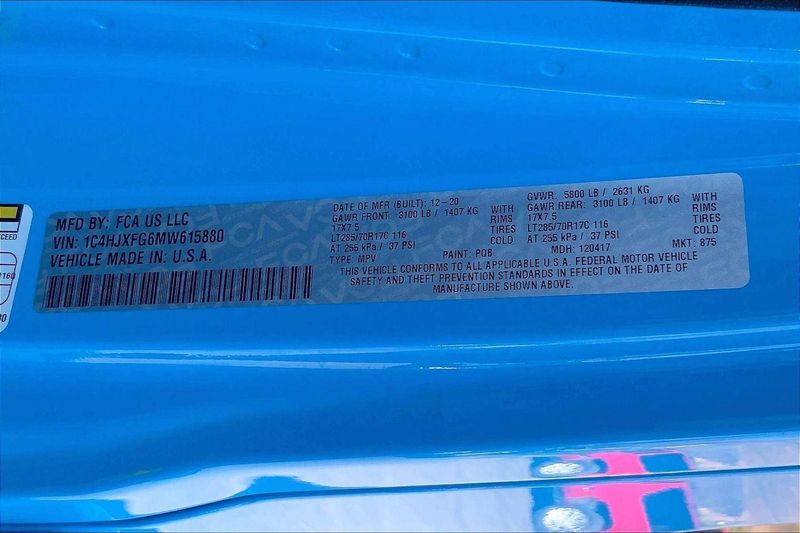 MFD BY: FCA US LLC
VIN: 1C4HJXFG6MW615880
VEHICLE MADE IN: U.S.A.
DATE OF MFR (BUILT): 12-20
GVWR: 5800 LB / 2631 KG
GAWR FRONT: 3100 LB / 1407 KG WITH
GAWR REAR: 3100 LB / 1407 KG WITH
17X7.5 RIMS
17X7.5 RIMS
LT285/70R17C 116 TIRES
LT285/70R17C 116 TIRES
AT 255 kPa / 37 PSI COLD
AT 255 kPa / 37 PSI COLD
TYPE: MPV PAINT: PQB MDH: 120417 MKT: 875
THIS VEHICLE CONFORMS TO ALL APPLICABLE U.S.A. FEDERAL MOTOR VEHICLE
SAFETY AND THEFT PREVENTION STANDARDS IN EFFECT ON THE DATE OF
MANUFACTURE SHOWN ABOVE.